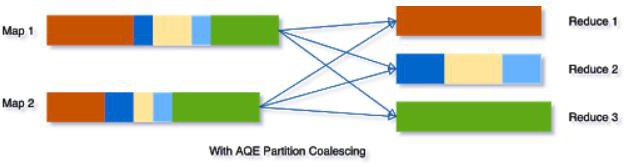 Map 1
Reduce 1
Reduce 2
Map 2
Reduce 3
With AQE Partition Coalescing